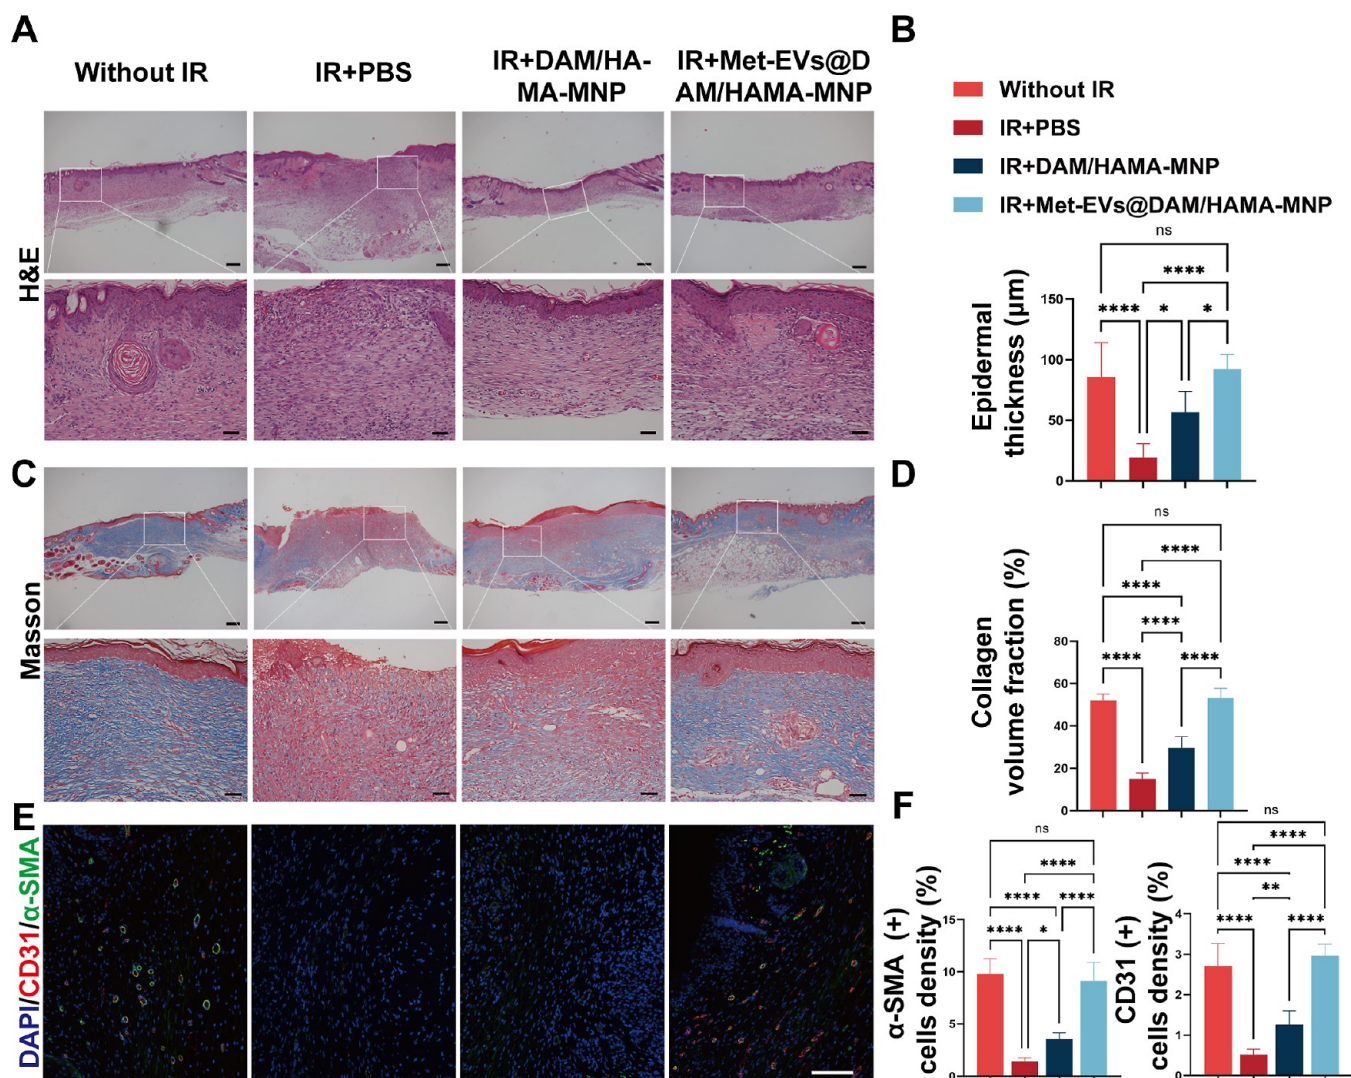 A
Without IR
IR+PBS
IR+DAM/HA-
MA-MNP
IR+Met-EVs@D
AM/HAMA-MNP
H&E
B
Without IR
IR+PBS
IR+DAM/HAMA-MNP
IR+Met-EVs@DAM/HAMA-MNP
ns
****
**** * *
Epidermal
thickness (μm)
150
100
50
0
C
Masson
D
ns
****
****
****
**** ****
Collagen
volume fraction (%)
80
60
40
20
0
E
DAPI/CD31/α-SMA
F
ns
****
**** ****
**** *
α-SMA (+)
cells density (%)
15
10
5
0
ns
****
****
**
**** ****
CD31 (+)
cells density (%)
4
3
2
1
0